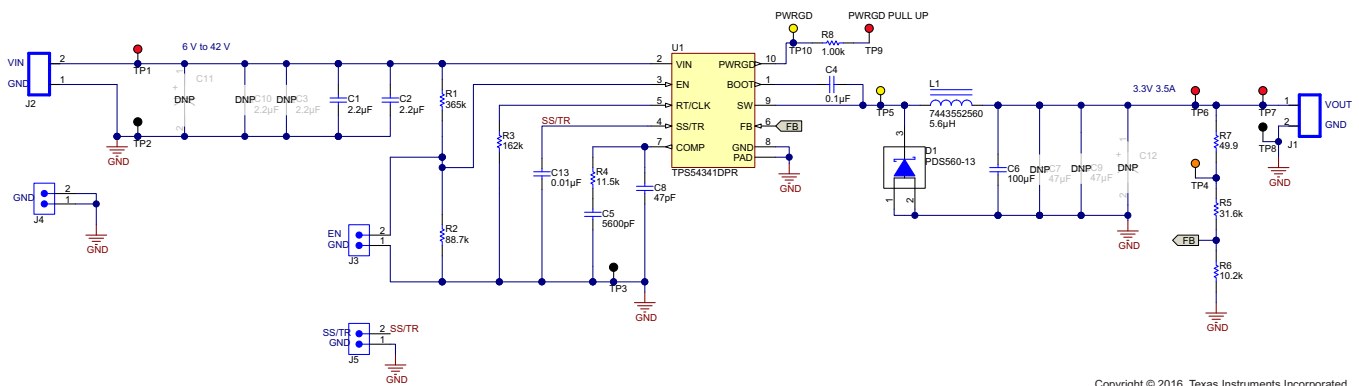 PWRGD
PWRGD PULL UP
TP10
R8
1.00k
TP9
6 V to 42 V
U1
VIN
GND
2
1
J2
TP1
TP2
GND
C11
DNP
+
1
2
C10
DNP
2.2µF
C3
DNP
2.2µF
C1
2.2µF
C2
2.2µF
R1
365k
2 VIN
3 EN
5 RT/CLK
4 SS/TR
7 COMP
PWRGD 10
BOOT 1
SW 9
FB 6
GND 8
PAD
TPS54341DPR
FB
GND
C4
0.1µF
TP5
L1
7443552560
5.6µH
3
D1
PDS560-13
1
2
C6
100µF
C7
DNP
47µF
C9
DNP
47µF
C12
DNP
+
GND
3.3V 3.5A
TP6
TP7
TP8
1
2
VOUT
GND
J1
GND
R7
49.9
TP4
R5
31.6k
FB
R6
10.2k
GND
SS/TR
R3
162k
C13
0.01µF
R4
11.5k
C5
5600pF
C8
47pF
TP3
GND
GND
2
1
J4
GND
EN
GND
2
1
J3
R2
88.7k
SS/TR
GND
2 SS/TR
1
J5
GND
Copyright © 2016, Texas Instruments Incorporated